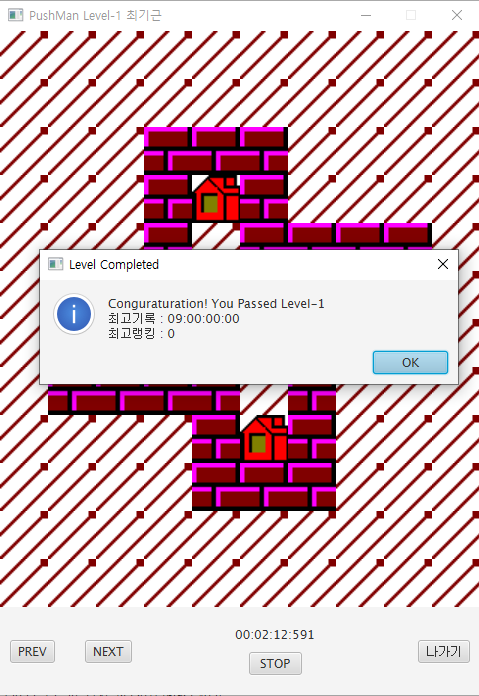 PushMan Level-1 최기근
Level Completed
Conguraturation! You Passed Level-1
최고기록 : 09:00:00:00
최고랭킹 : 0
OK
00:02:12:591
PREV
NEXT
STOP
나가기